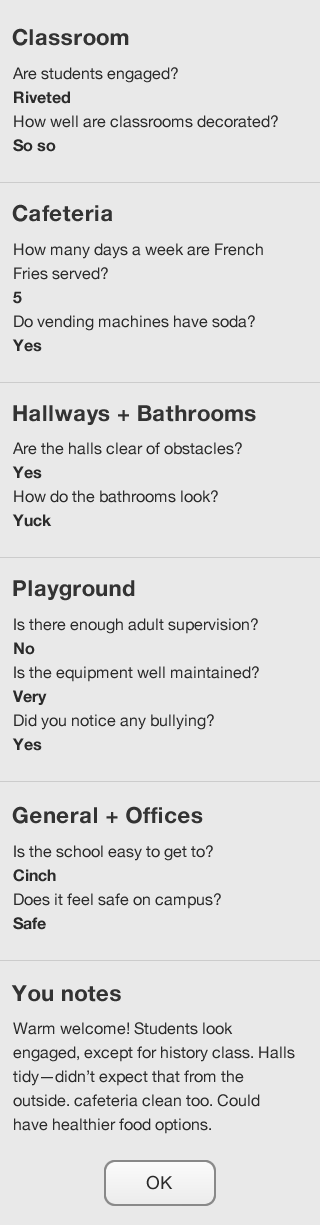 Classroom
Are students engaged?
Riveted
How well are classrooms decorated?
So so
Cafeteria
How many days a week are French
Fries served?
5
Do vending machines have soda?
Yes
Hallways + Bathrooms
Are the halls clear of obstacles?
Yes
How do the bathrooms look?
Yuck
Playground
Is there enough adult supervision?
No
Is the equipment well maintained?
Very
Did you notice any bullying?
Yes
General + Offices
Is the school easy to get to?
Cinch
Does it feel safe on campus?
Safe
You notes
Warm welcome! Students look
engaged, except for history class. Halls
tidy—didn't expect that from the
outside. cafeteria clean too. Could
have healthier food options.
OK